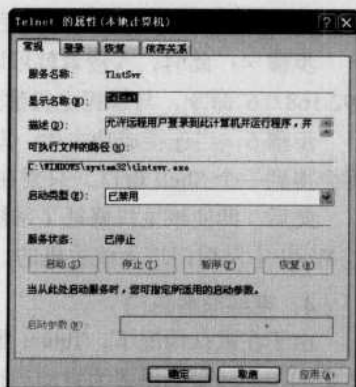 Telnet 的属性(本地计算机)
常规 登录 恢复 依存关系
服务名称: TlntSvr
显示名称(N): Telnet
描述(D): 允许远程用户登录到此计算机并运行程序，并
可执行文件的路径(H):
C:\WINDOWS\system32\tlntsvr.exe
启动类型(E): 已禁用
服务状态: 已停止
启动(S) 停止(T) 暂停(P) 恢复(R)
当从此处启动服务时，您可指定所适用的启动参数。
启动参数(M):
确定 取消 应用(A)